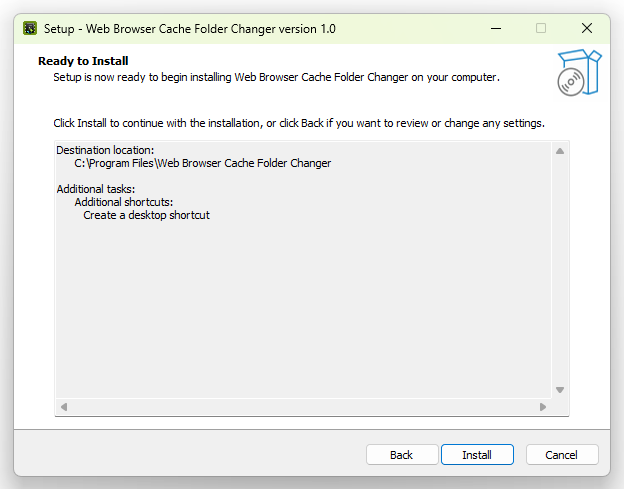 Setup - Web Browser Cache Folder Changer version 1.0
Ready to Install
Setup is now ready to begin installing Web Browser Cache Folder Changer on your computer.
Click Install to continue with the installation, or click Back if you want to review or change any settings.
Destination location:
C:\Program Files\Web Browser Cache Folder Changer
Additional tasks:
Additional shortcuts:
Create a desktop shortcut
Back
Install
Cancel